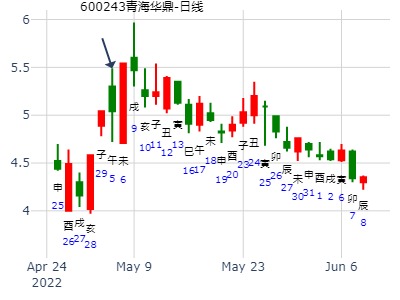 600243青海华鼎-日线
6
5.5
5
4.5
4
申
25
酉
26
戌
27
亥
28
子
29
午
5
未
6
戌
9
亥
10
子
11
丑
12
寅
13
巳
16
午
17
未
18
申
19
酉
20
子
23
丑
24
寅
25
卯
26
辰
27
未
30
申
31
酉
1
戌
2
寅
6
卯
7
辰
8
Apr 24
2022
May 9
May 23
Jun 6